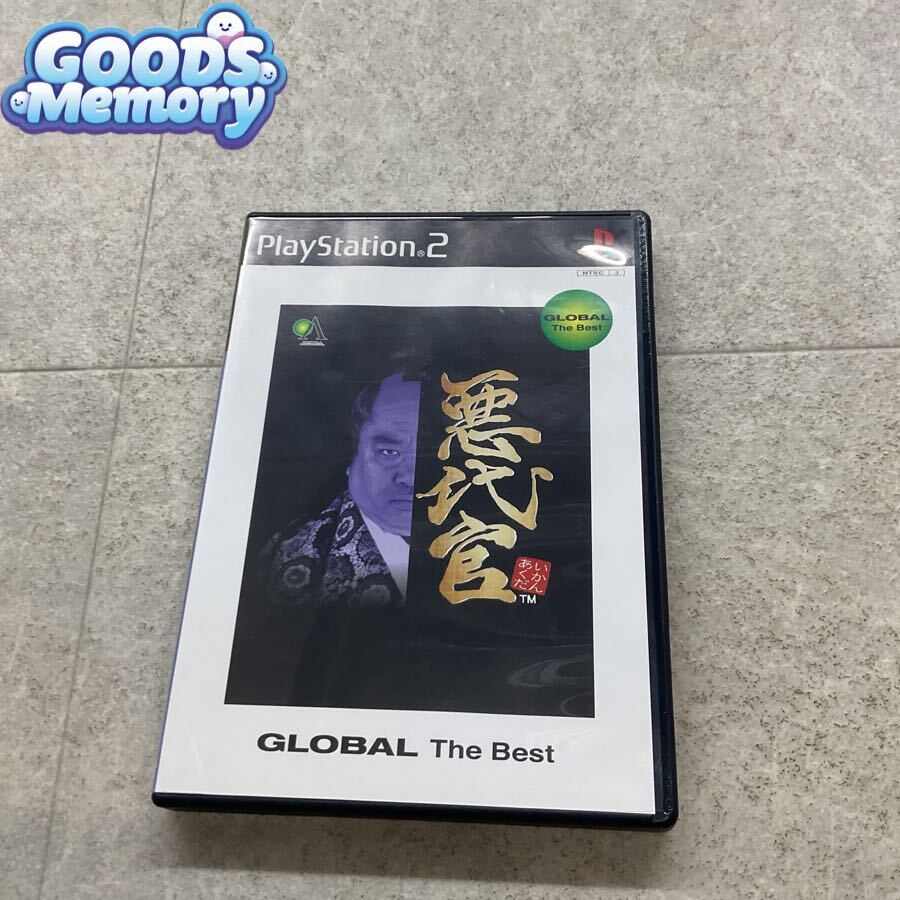 GOODS
Memory
PlayStation®2
NTSC J
GLOBAL
The Best
悪代官
あくだ
いかん
TM
GLOBAL The Best